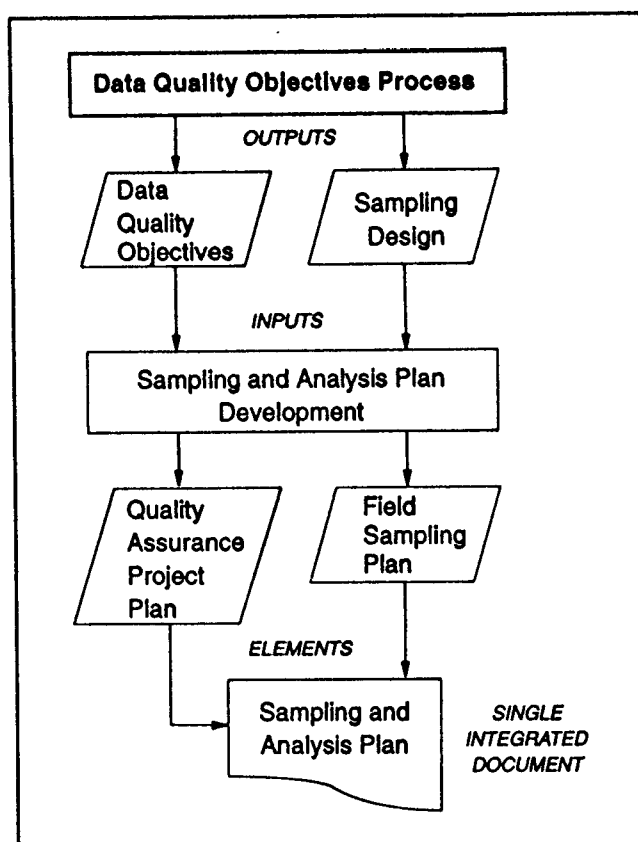 Data Quality Objectives Process
OUTPUTS
Data
Quality
Objectives
Sampling
Design
INPUTS
Sampling and Analysis Plan
Development
Quality
Assurance
Project
Plan
Field
Sampling
Plan
ELEMENTS
Sampling and
Analysis Plan
SINGLE
INTEGRATED
DOCUMENT